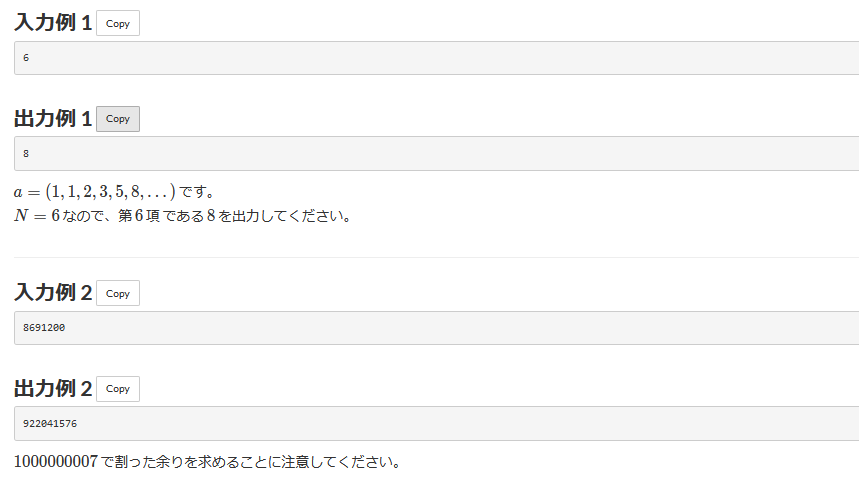 入力例 1 Copy
6
出力例 1 Copy
8
a = (1, 1, 2, 3, 5, 8, . . . ) です。
N = 6 なので、第 6 項 である 8 を出力してください。
入力例 2 Copy
8691200
出力例 2 Copy
922041576
1000000007 で割った余りを求めることに注意してください。